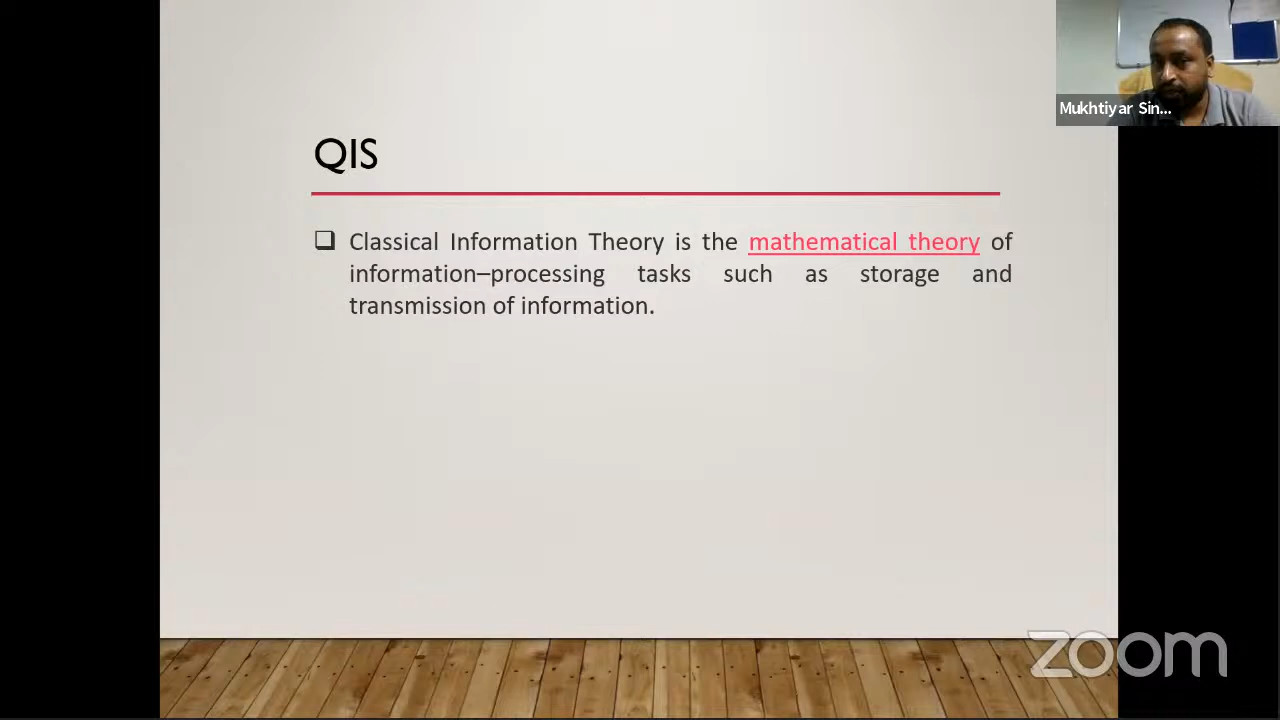 Mukhtiyar Sin...
QIS
Classical Information Theory is the mathematical theory of
information–processing tasks such as storage and
transmission of information.
zoom